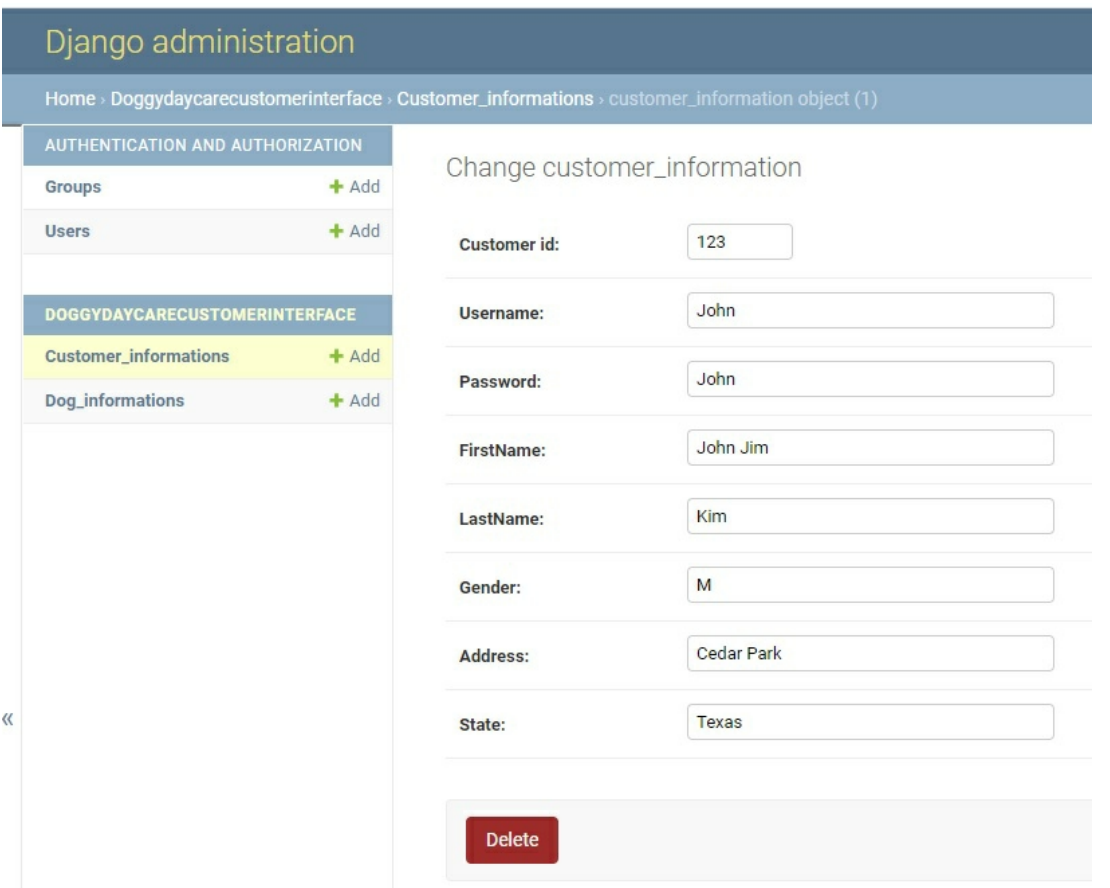 Django administration
Home › Doggydaycarecustomerinterface › Customer_informations › customer_information object (1)
AUTHENTICATION AND AUTHORIZATION
Groups + Add
Users + Add
DOGGYDAYCARECUSTOMERINTERFACE
Customer_informations + Add
Dog_informations + Add
«
Change customer_information
Customer id: 123
Username: John
Password: John
FirstName: John Jim
LastName: Kim
Gender: M
Address: Cedar Park
State: Texas
Delete